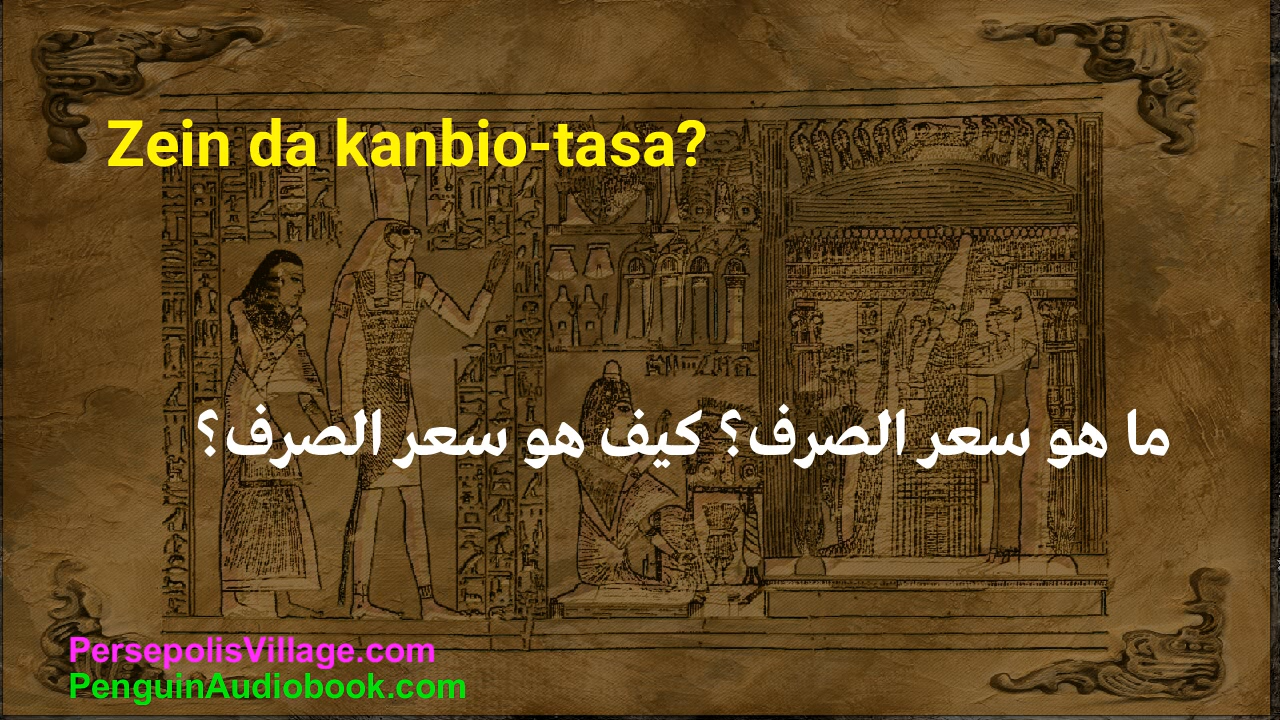 Zein da kanbio-tasa?
ما هو سعر الصرف؟ كيف هو سعر الصرف؟
PersepolisVillage.com
PenguinAudiobook.com